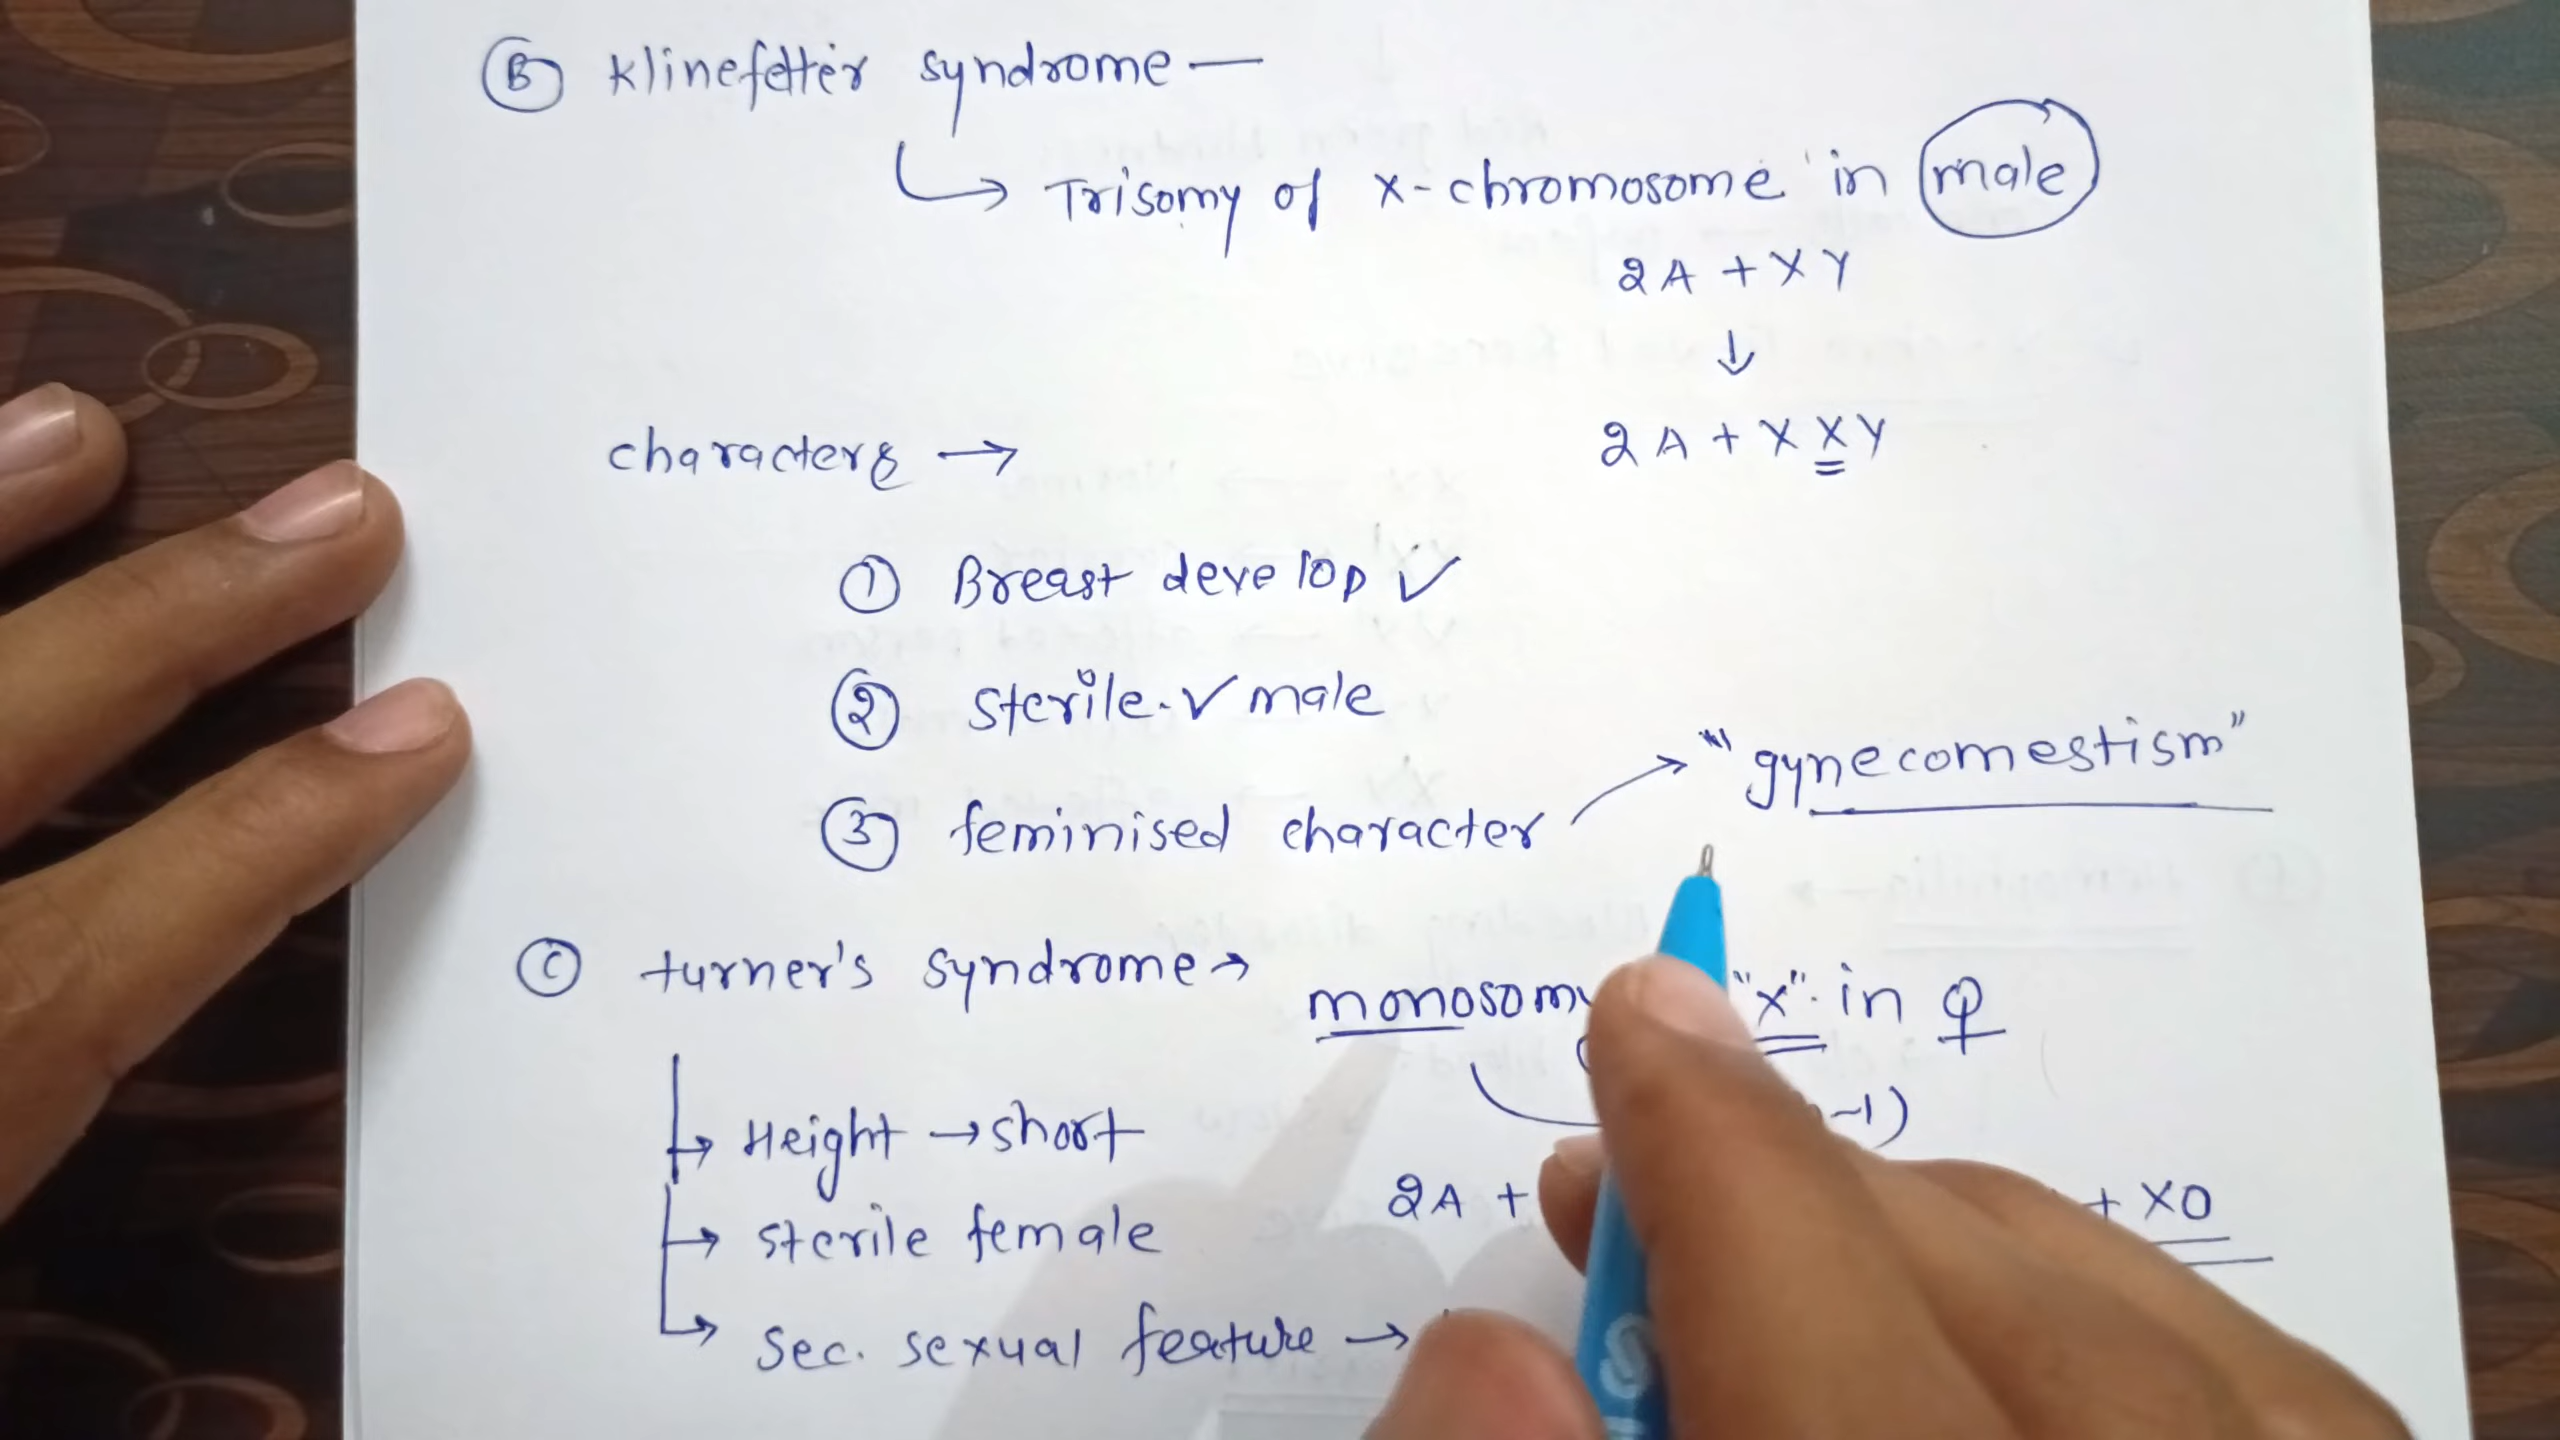 B Klinefelter syndrome —
Trisomy of X-chromosome in male
2A + XY
↓
2A + XXY
characters →
1 Breast develop ✓
2 sterile. ✓ male
3 feminised character → "gynecomestism"
C turner's syndrome → monosomy "X" in ♀
-1)
→ Height → short
2A + + XO
→ sterile female
→ Sec. sexual feature →